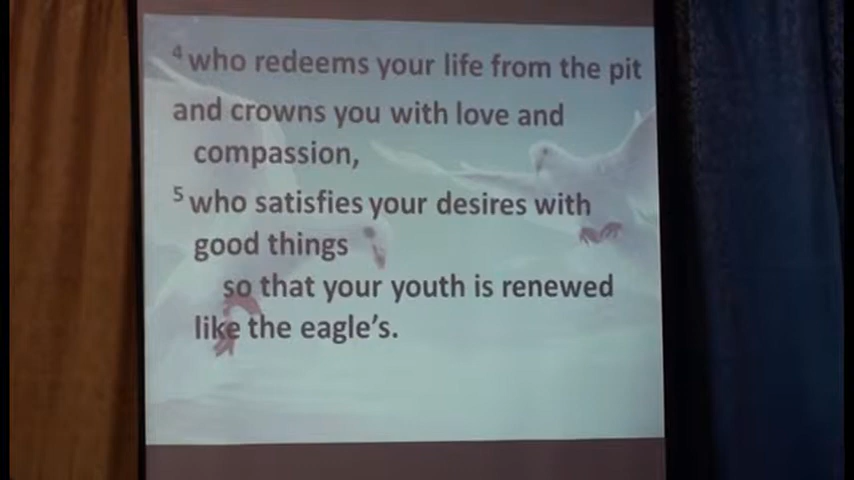 4 who redeems your life from the pit
and crowns you with love and
compassion,
5 who satisfies your desires with
good things
so that your youth is renewed
like the eagle's.